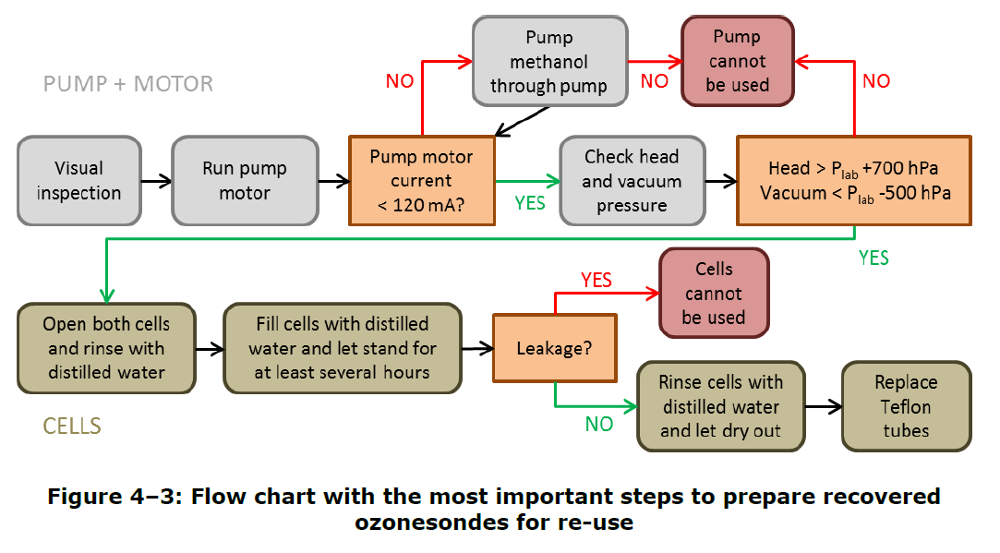 PUMP + MOTOR
Visual
inspection
Run pump
motor
Pump motor
current
< 120 mA?
NO
Pump
methanol
through pump
NO
Pump
cannot
be used
YES
Check head
and vacuum
pressure
Head > Plab +700 hPa
Vacuum < Plab -500 hPa
NO
YES
CELLS
Open both cells
and rinse with
distilled water
Fill cells with distilled
water and let stand for
at least several hours
Leakage?
YES
Cells
cannot
be used
NO
Rinse cells with
distilled water
and let dry out
Replace
Teflon
tubes
Figure 4–3: Flow chart with the most important steps to prepare recovered
ozonesondes for re-use